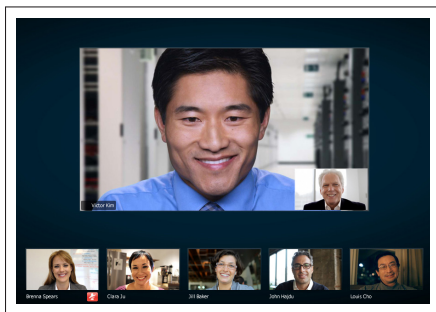 Victor Kim
Brenna Spears
Clara Ju
Jill Baker
John Hajdu
Louis Cho